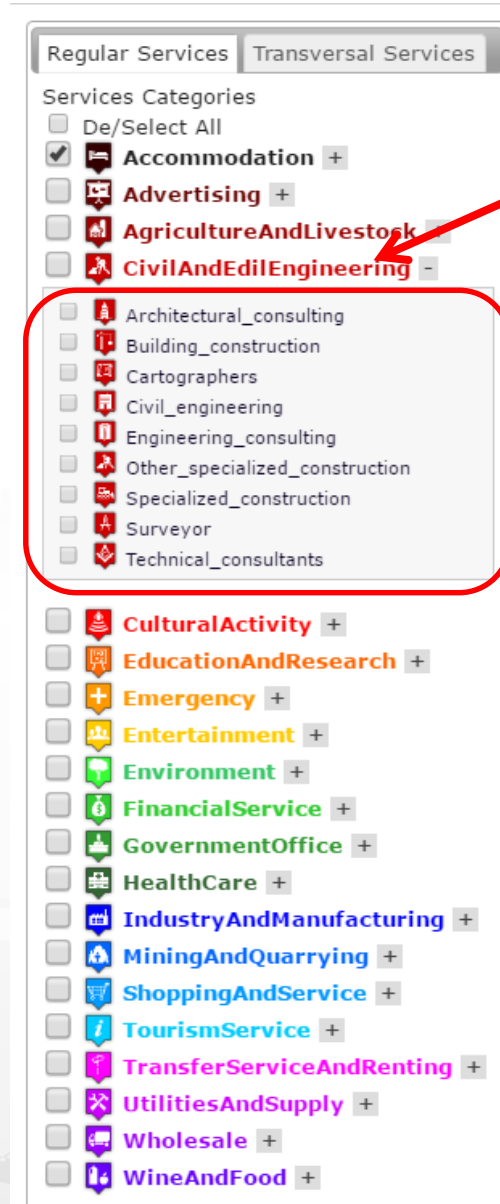 Regular Services Transversal Services
Services Categories
De/Select All
Accommodation +
Advertising +
AgricultureAndLivestock +
CivilAndEdilEngineering -
Architectural_consulting
Building_construction
Cartographers
Civil_engineering
Engineering_consulting
Other_specialized_construction
Specialized_construction
Surveyor
Technical_consultants
CulturalActivity +
EducationAndResearch +
Emergency +
Entertainment +
Environment +
FinancialService +
GovernmentOffice +
HealthCare +
IndustryAndManufacturing +
MiningAndQuarrying +
ShoppingAndService +
TourismService +
TransferServiceAndRenting +
UtilitiesAndSupply +
Wholesale +
WineAndFood +